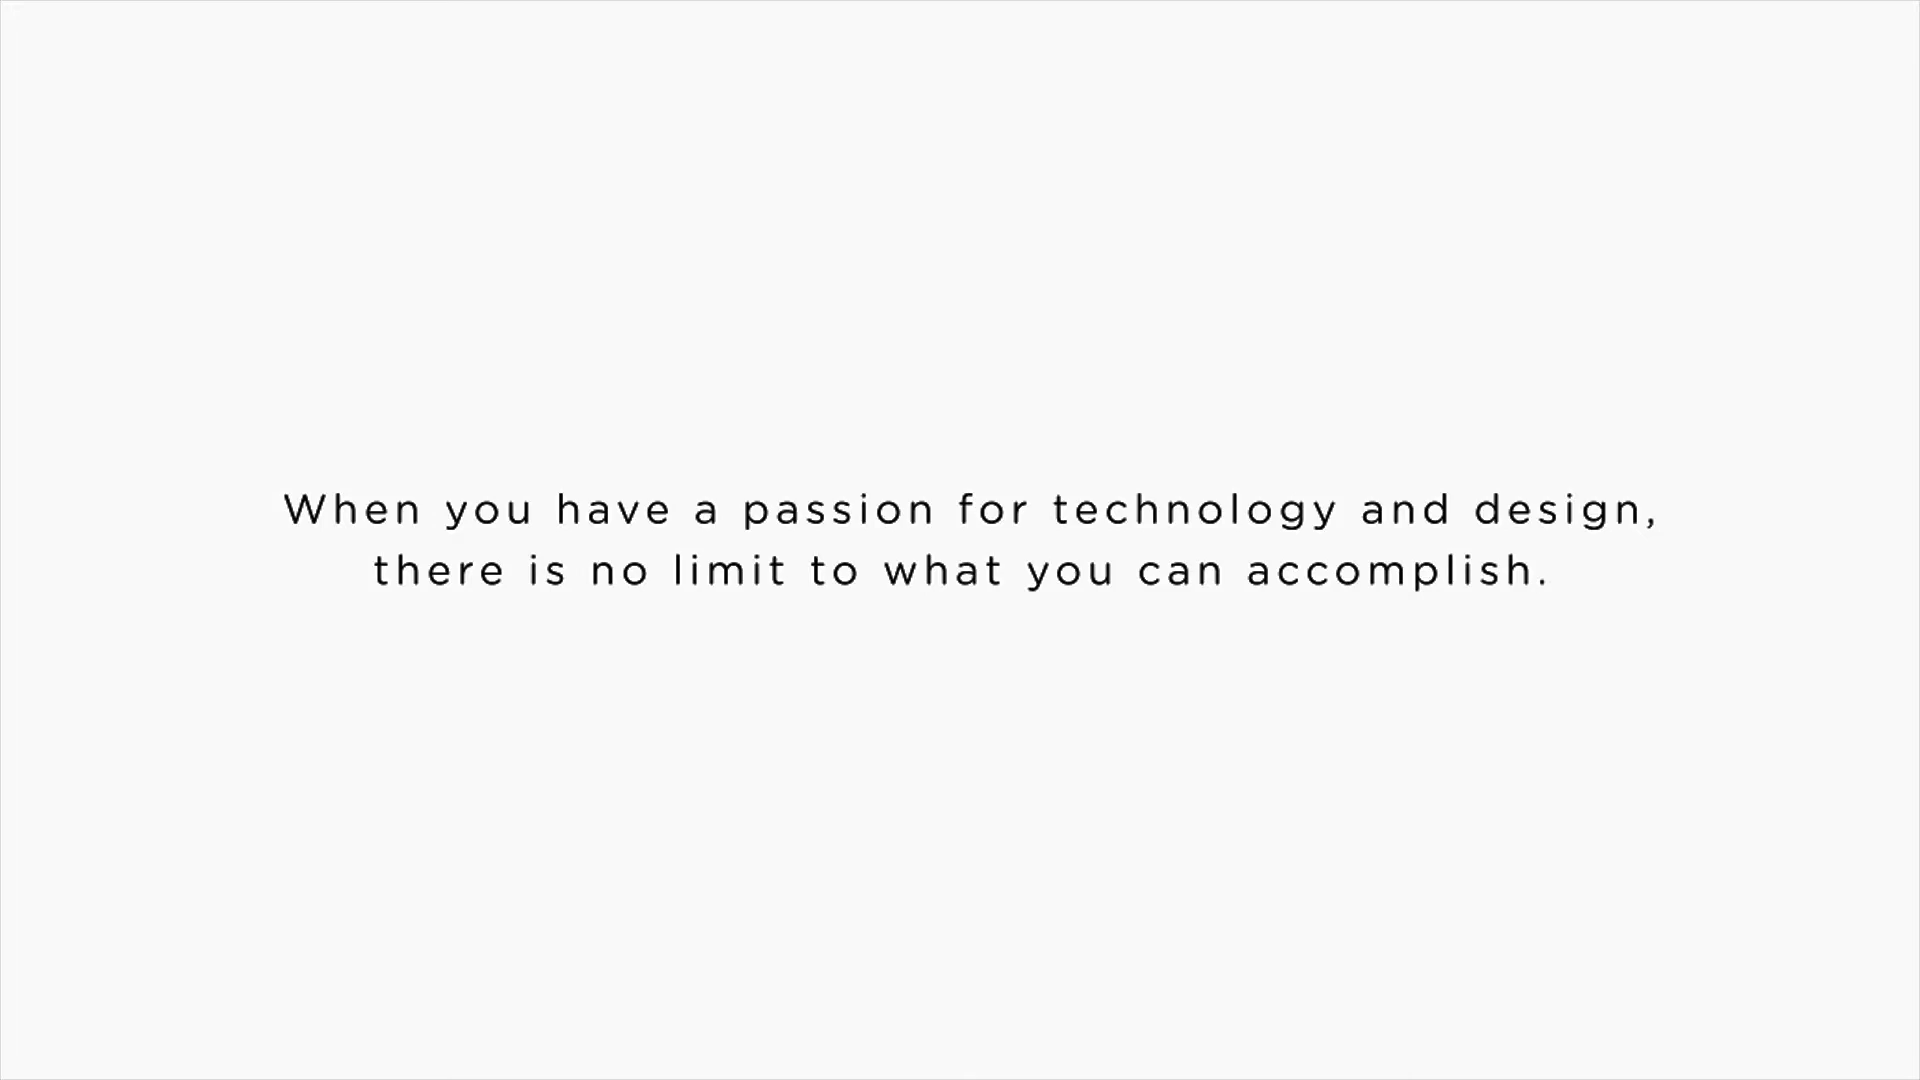 When you have a passion for technology and design,
there is no limit to what you can accomplish.